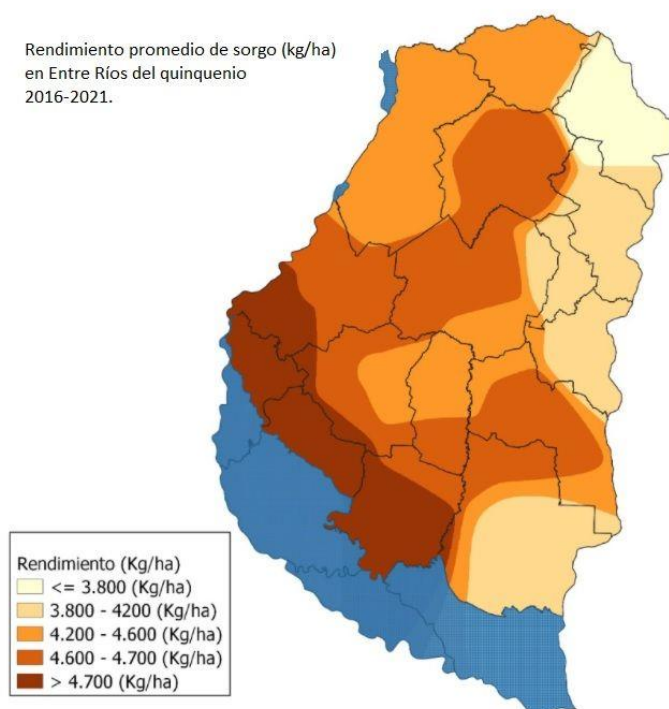 Rendimiento promedio de sorgo (kg/ha)
en Entre Ríos del quinquenio
2016-2021.
Rendimiento (Kg/ha)
<= 3.800 (Kg/ha)
3.800 - 4200 (Kg/ha)
4.200 - 4.600 (Kg/ha)
4.600 - 4.700 (Kg/ha)
> 4.700 (Kg/ha)